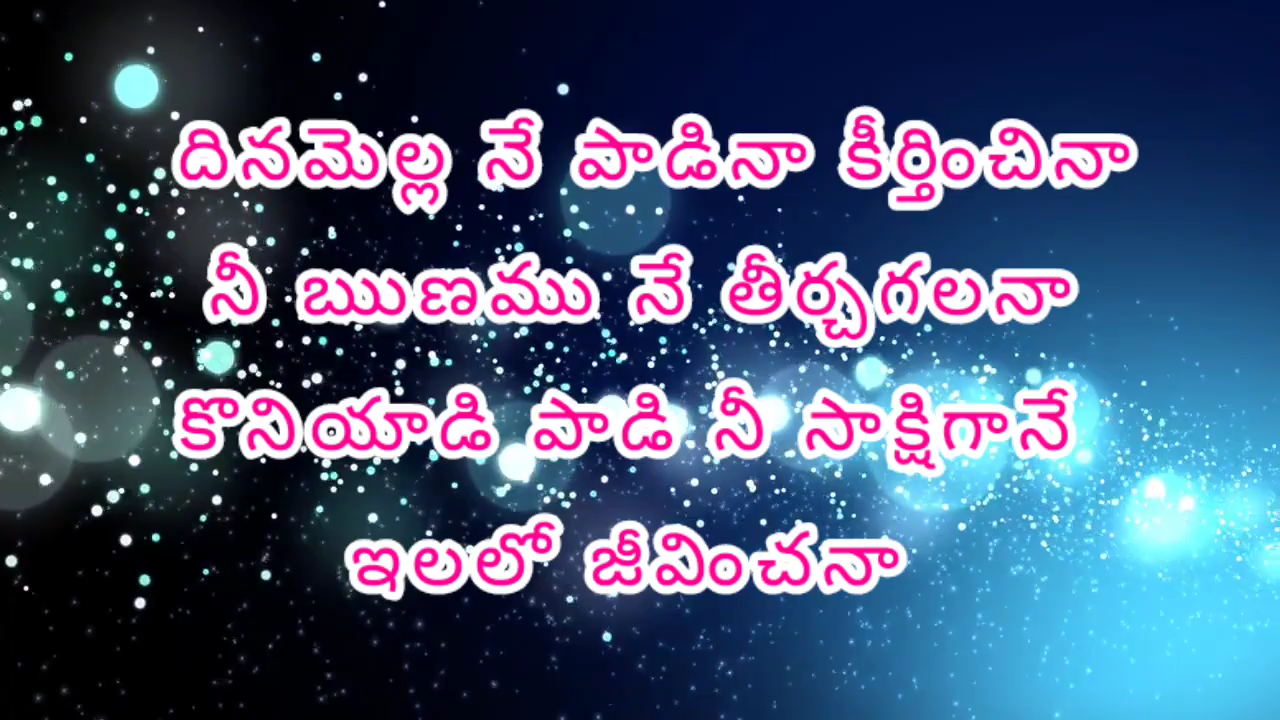 దినమెల్ల నే పాడినా కీర్తించినా
నీ ఋణము నే తీర్చగలనా
కొనియాడి పాడి నీ సాక్షిగానే
ఇలలో జీవించనా